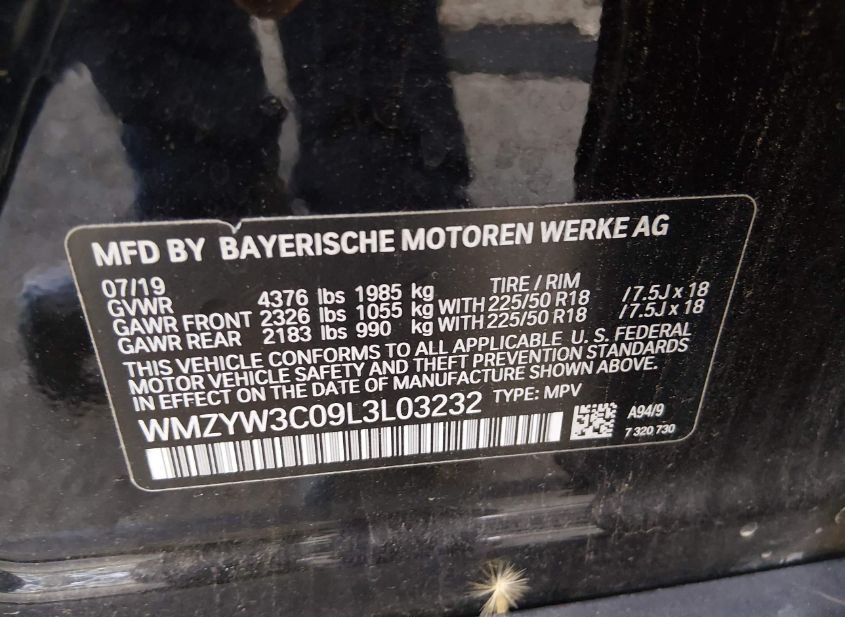 MFD BY BAYERISCHE MOTOREN WERKE AG
07/19 TIRE / RIM
GVWR 4376 lbs 1985 kg
GAWR FRONT 2326 lbs 1055 kg WITH 225/50 R18 /7.5J x 18
GAWR REAR 2183 lbs 990 kg WITH 225/50 R18 /7.5J x 18
THIS VEHICLE CONFORMS TO ALL APPLICABLE U. S. FEDERAL
MOTOR VEHICLE SAFETY AND THEFT PREVENTION STANDARDS
IN EFFECT ON THE DATE OF MANUFACTURE SHOWN ABOVE.
WMZYW3C09L3L03232 TYPE: MPV
A94/9
7 320 730